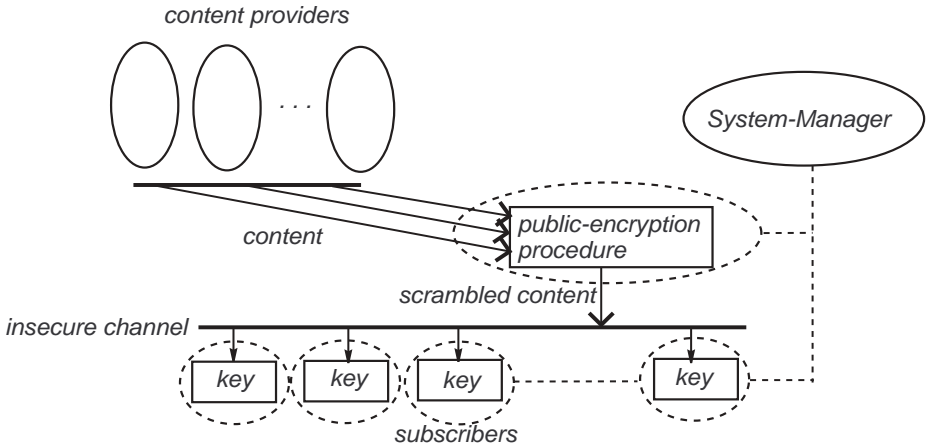 content providers
. . .
System-Manager
public-encryption
procedure
content
scrambled content
insecure channel
key
key
key
key
subscribers